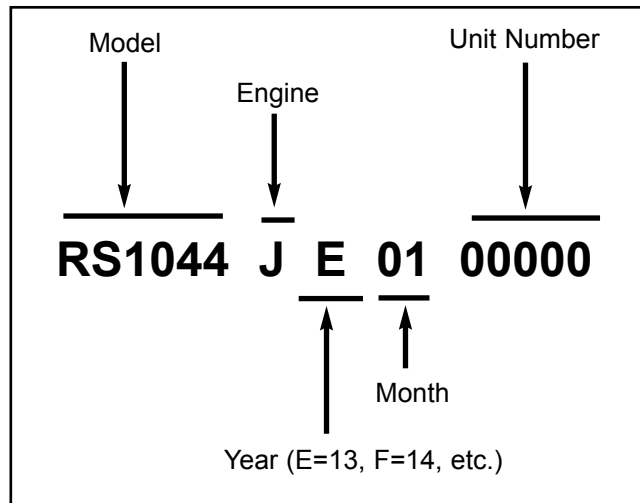 Model
Unit Number
Engine
RS1044 J E 01 00000
Month
Year (E=13, F=14, etc.)